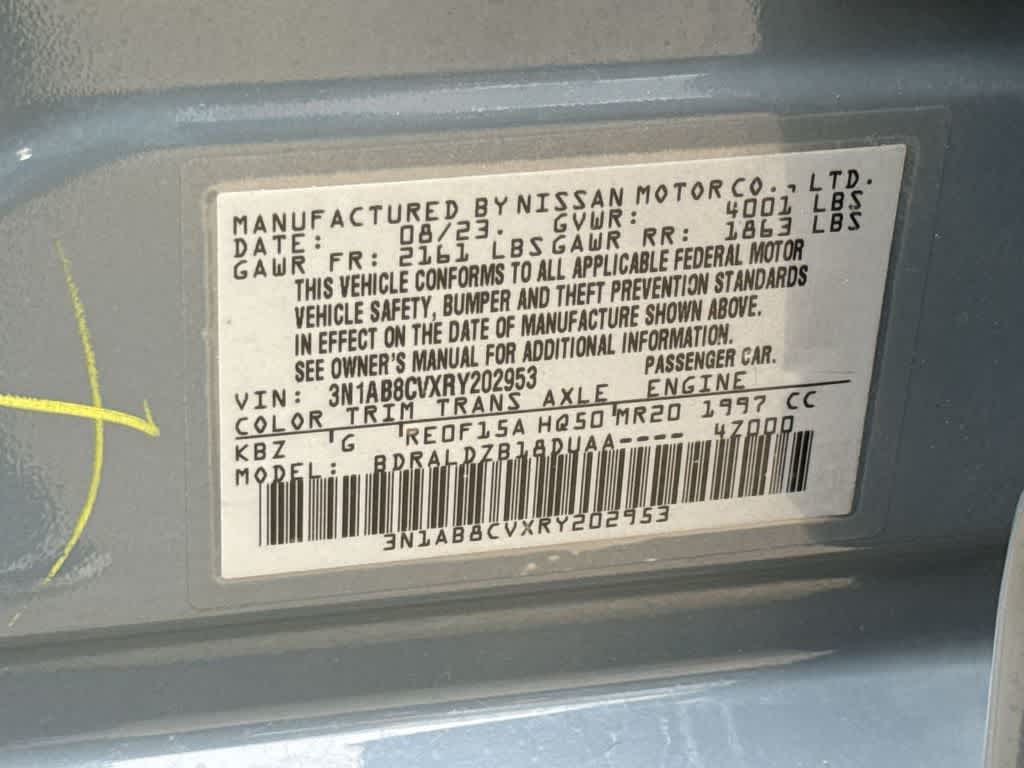 MANUFACTURED BY NISSAN MOTOR CO., LTD.
DATE: 08/23. GVWR: 4001 LBS
GAWR FR: 2161 LBS GAWR RR: 1863 LBS
THIS VEHICLE CONFORMS TO ALL APPLICABLE FEDERAL MOTOR
VEHICLE SAFETY, BUMPER AND THEFT PREVENTION STANDARDS
IN EFFECT ON THE DATE OF MANUFACTURE SHOWN ABOVE.
SEE OWNER'S MANUAL FOR ADDITIONAL INFORMATION.
VIN: 3N1AB8CVXRY202953 PASSENGER CAR.
COLOR TRIM TRANS AXLE ENGINE
KBZ G RE0F15A HQ50 MR20 1997 CC
MODEL: BDRALDZB18DUAA---- 4Z000
3N1AB8CVXRY202953